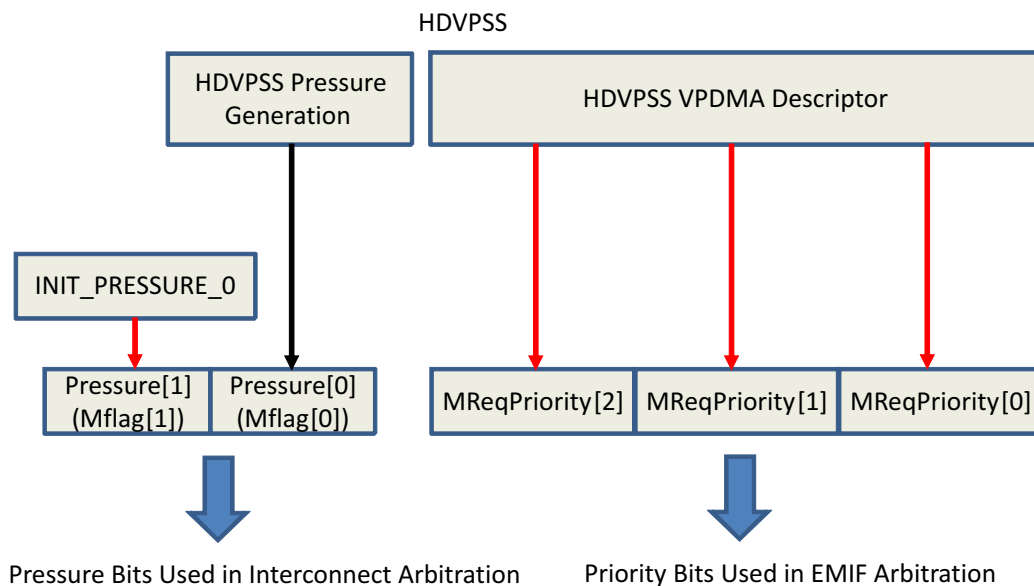 HDVPSS
HDVPSS Pressure
Generation
HDVPSS VPDMA Descriptor
INIT_PRESSURE_0
Pressure[1]
(Mflag[1])
Pressure[0]
(Mflag[0])
MReqPriority[2]
MReqPriority[1]
MReqPriority[0]
Pressure Bits Used in Interconnect Arbitration
Priority Bits Used in EMIF Arbitration